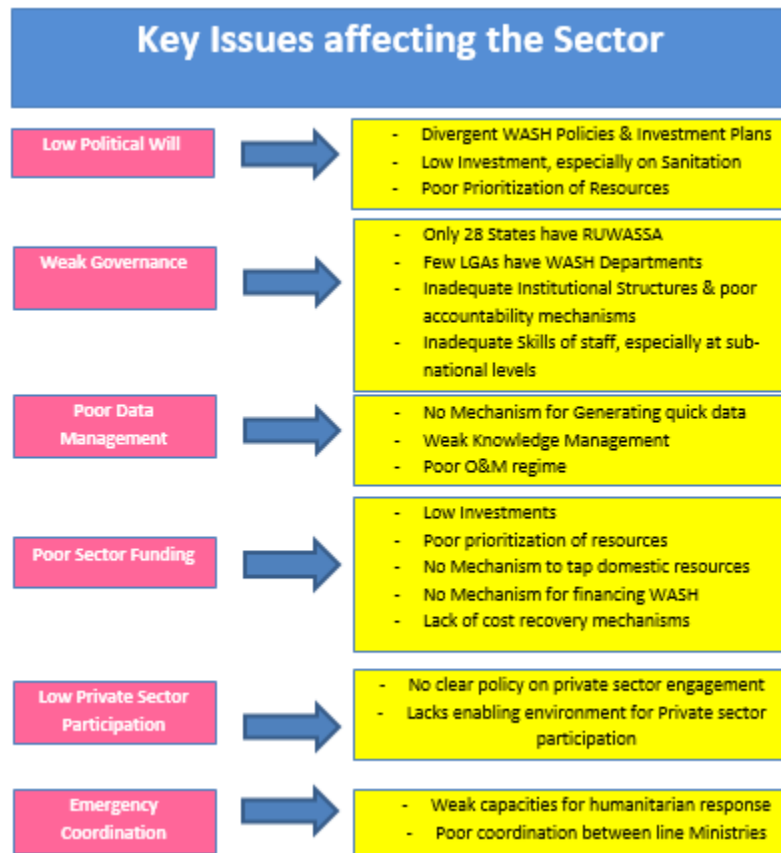 Key Issues affecting the Sector
Low Political Will
- Divergent WASH Policies & Investment Plans
- Low Investment, especially on Sanitation
- Poor Prioritization of Resources
Weak Governance
- Only 28 States have RUWASSA
- Few LGAs have WASH Departments
- Inadequate Institutional Structures & poor
accountability mechanisms
- Inadequate Skills of staff, especially at sub-
national levels
Poor Data
Management
- No Mechanism for Generating quick data
- Weak Knowledge Management
- Poor O&M regime
Poor Sector Funding
- Low Investments
- Poor prioritization of resources
- No Mechanism to tap domestic resources
- No Mechanism for financing WASH
- Lack of cost recovery mechanisms
Low Private Sector
Participation
- No clear policy on private sector engagement
- Lacks enabling environment for Private sector
participation
Emergency
Coordination
- Weak capacities for humanitarian response
- Poor coordination between line Ministries